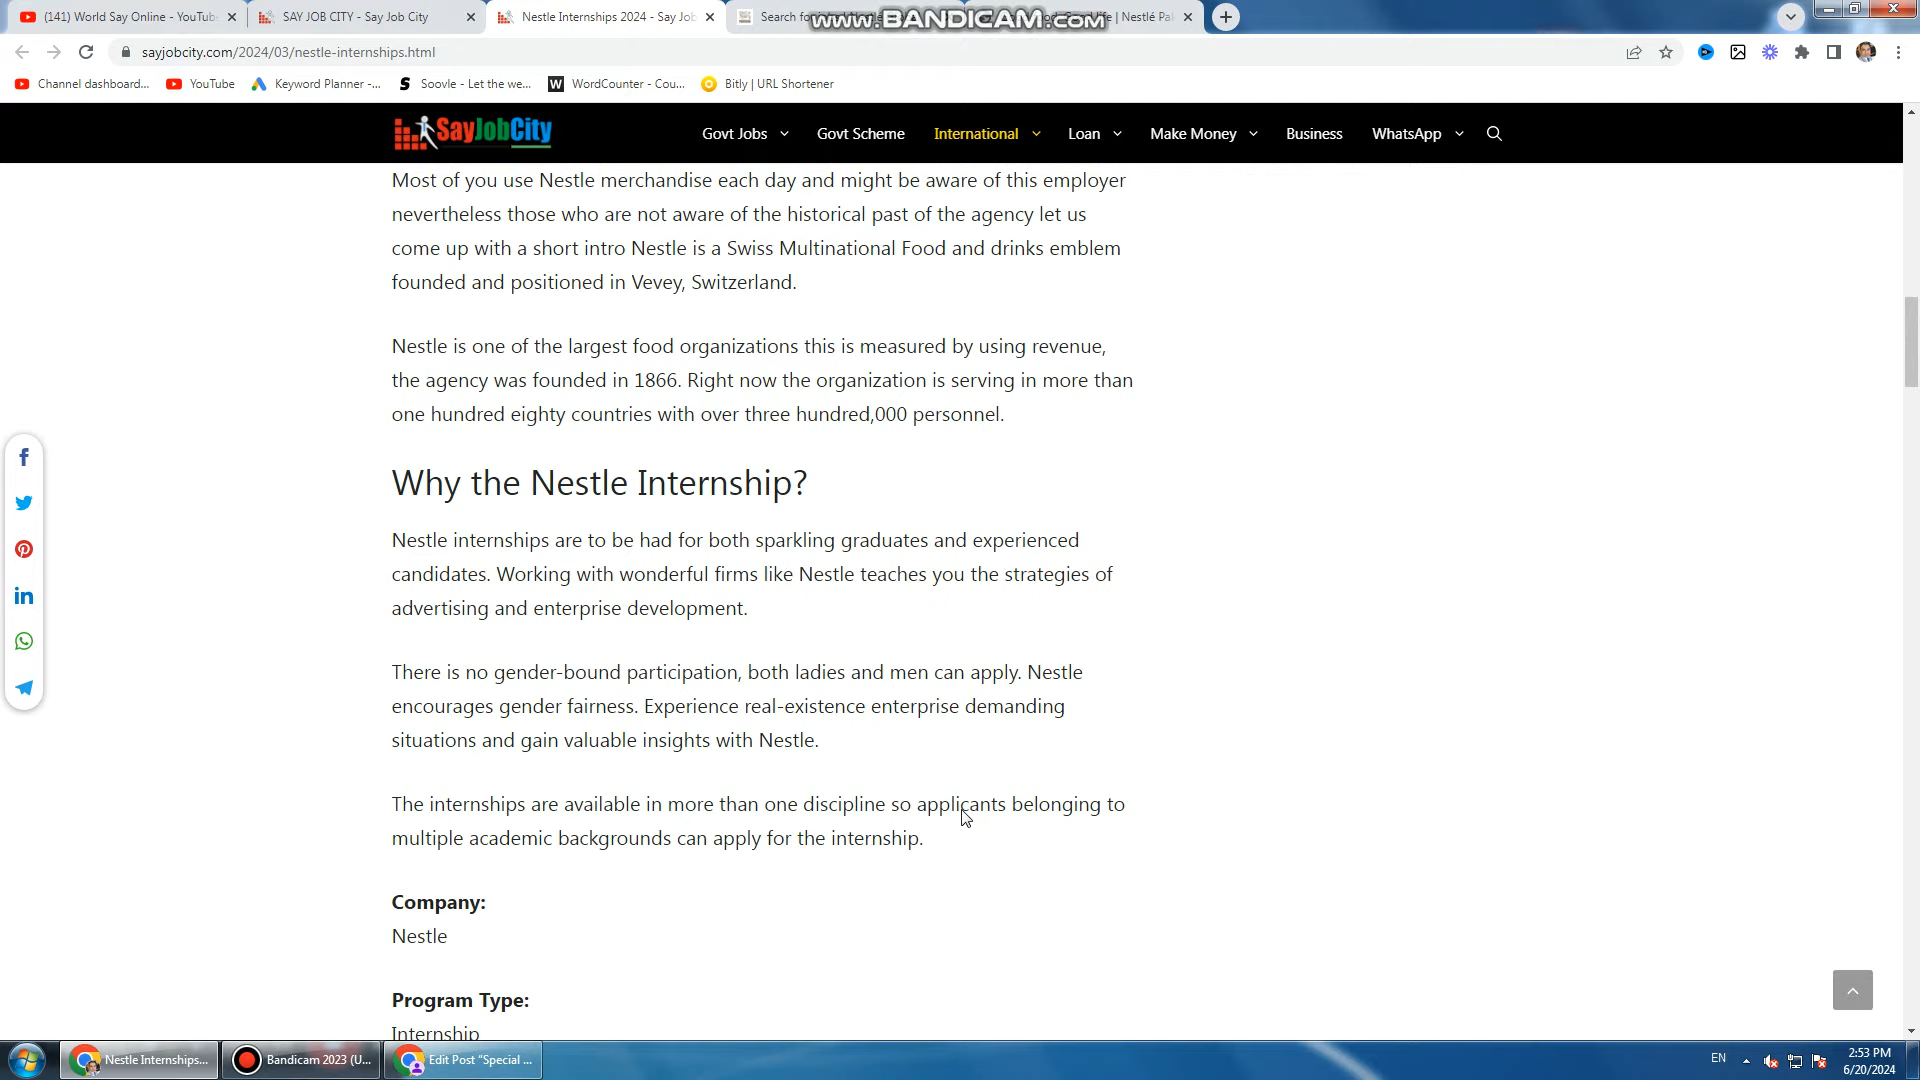 (141) World Say Online - YouTub
SAY JOB CITY - Say Job City
Nestle Internships 2024 - Say Job
Search for
www.BANDICAM.com
life | Nestlé Pak
sayjobcity.com/2024/03/nestle-internships.html
Channel dashboard...
YouTube
Keyword Planner -...
Soovle - Let the we...
WordCounter - Cou...
Bitly | URL Shortener
SayJobCity
Govt Jobs
Govt Scheme
International
Loan
Make Money
Business
WhatsApp
Most of you use Nestle merchandise each day and might be aware of this employer
nevertheless those who are not aware of the historical past of the agency let us
come up with a short intro Nestle is a Swiss Multinational Food and drinks emblem
founded and positioned in Vevey, Switzerland.
Nestle is one of the largest food organizations this is measured by using revenue,
the agency was founded in 1866. Right now the organization is serving in more than
one hundred eighty countries with over three hundred,000 personnel.
Why the Nestle Internship?
Nestle internships are to be had for both sparkling graduates and experienced
candidates. Working with wonderful firms like Nestle teaches you the strategies of
advertising and enterprise development.
There is no gender-bound participation, both ladies and men can apply. Nestle
encourages gender fairness. Experience real-existence enterprise demanding
situations and gain valuable insights with Nestle.
The internships are available in more than one discipline so applicants belonging to
multiple academic backgrounds can apply for the internship.
Company:
Nestle
Program Type:
Internship
Nestle Internships...
Bandicam 2023 (U...
Edit Post "Special ...
EN
2:53 PM
6/20/2024